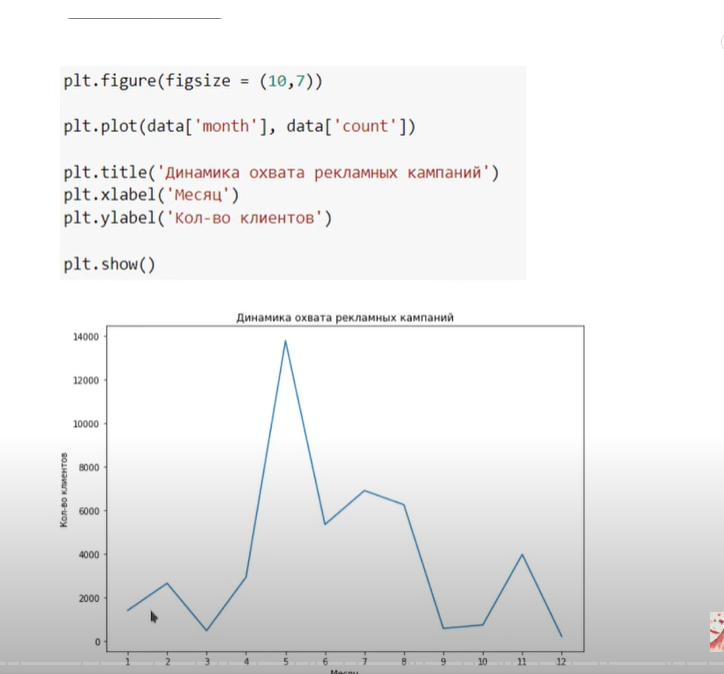 plt.figure(figsize = (10,7))
plt.plot(data['month'], data['count'])
plt.title('Динамика охвата рекламных кампаний')
plt.xlabel('Месяц')
plt.ylabel('Кол-во клиентов')
plt.show()
Динамика охвата рекламных кампаний
14000
12000
10000
8000
6000
4000
2000
0
Кол-во клиентов
1 2 3 4 5 6 7 8 9 10 11 12
Месяц